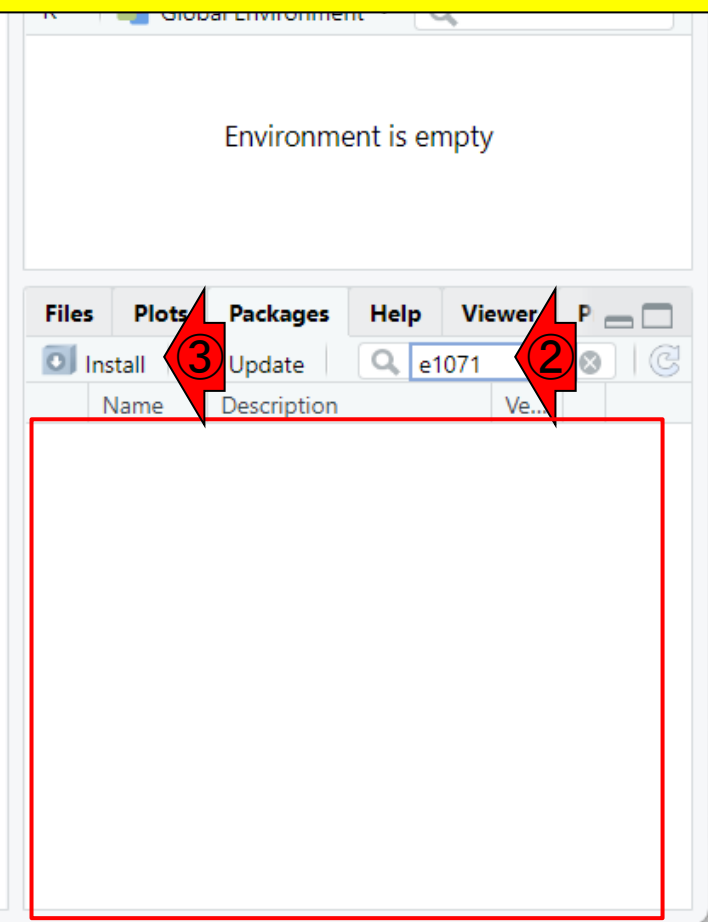 Global Environment
Environment is empty
Files Plots Packages Help Viewer P
Install ③ Update e1071 ②
Name Description Ve...